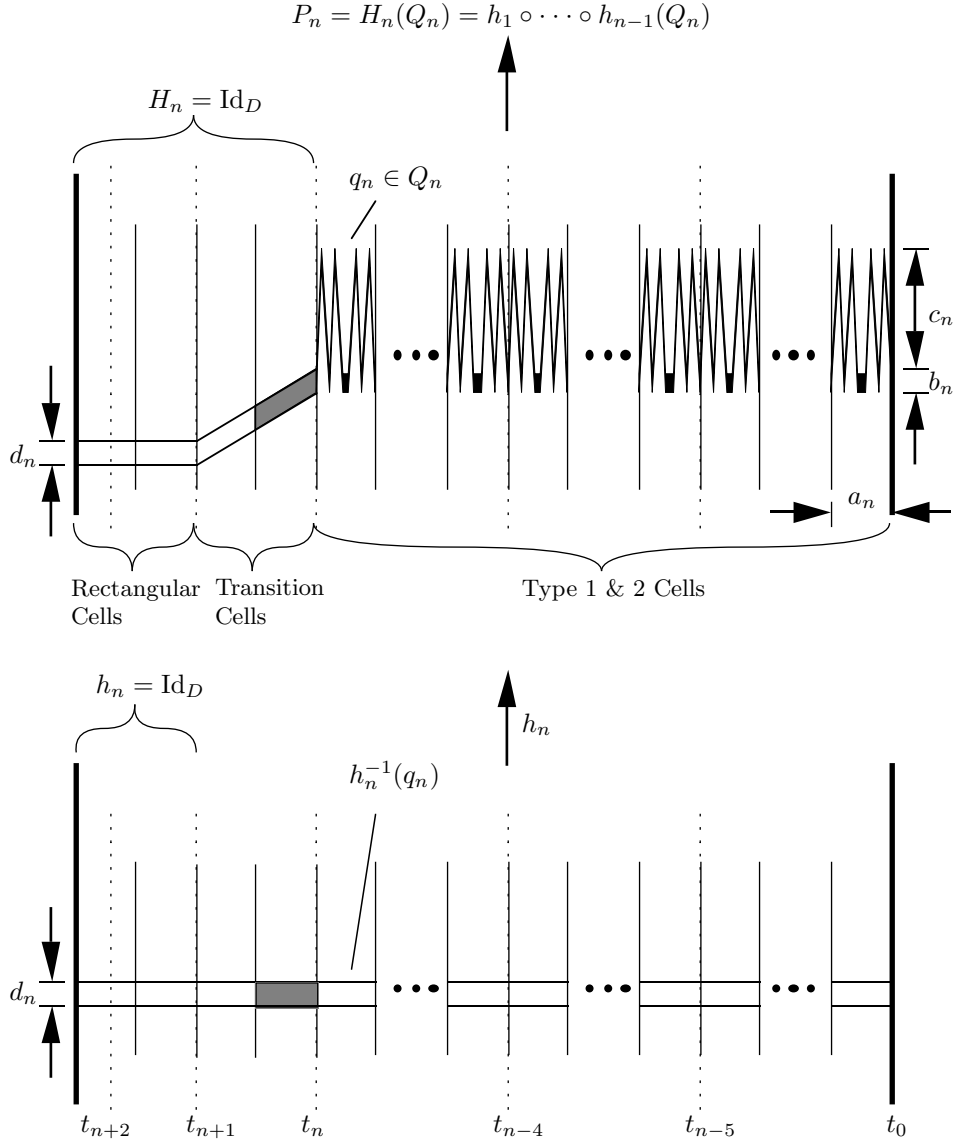 P_n = H_n(Q_n) = h_1 ∘ ⋯ ∘ h_{n−1}(Q_n)
H_n = Id_D
q_n ∈ Q_n
c_n
b_n
d_n
a_n
Rectangular Cells
Transition Cells
Type 1 & 2 Cells
h_n = Id_D
h_n
h_n^{−1}(q_n)
d_n
t_{n+2} t_{n+1} t_n t_{n−4} t_{n−5} t_0